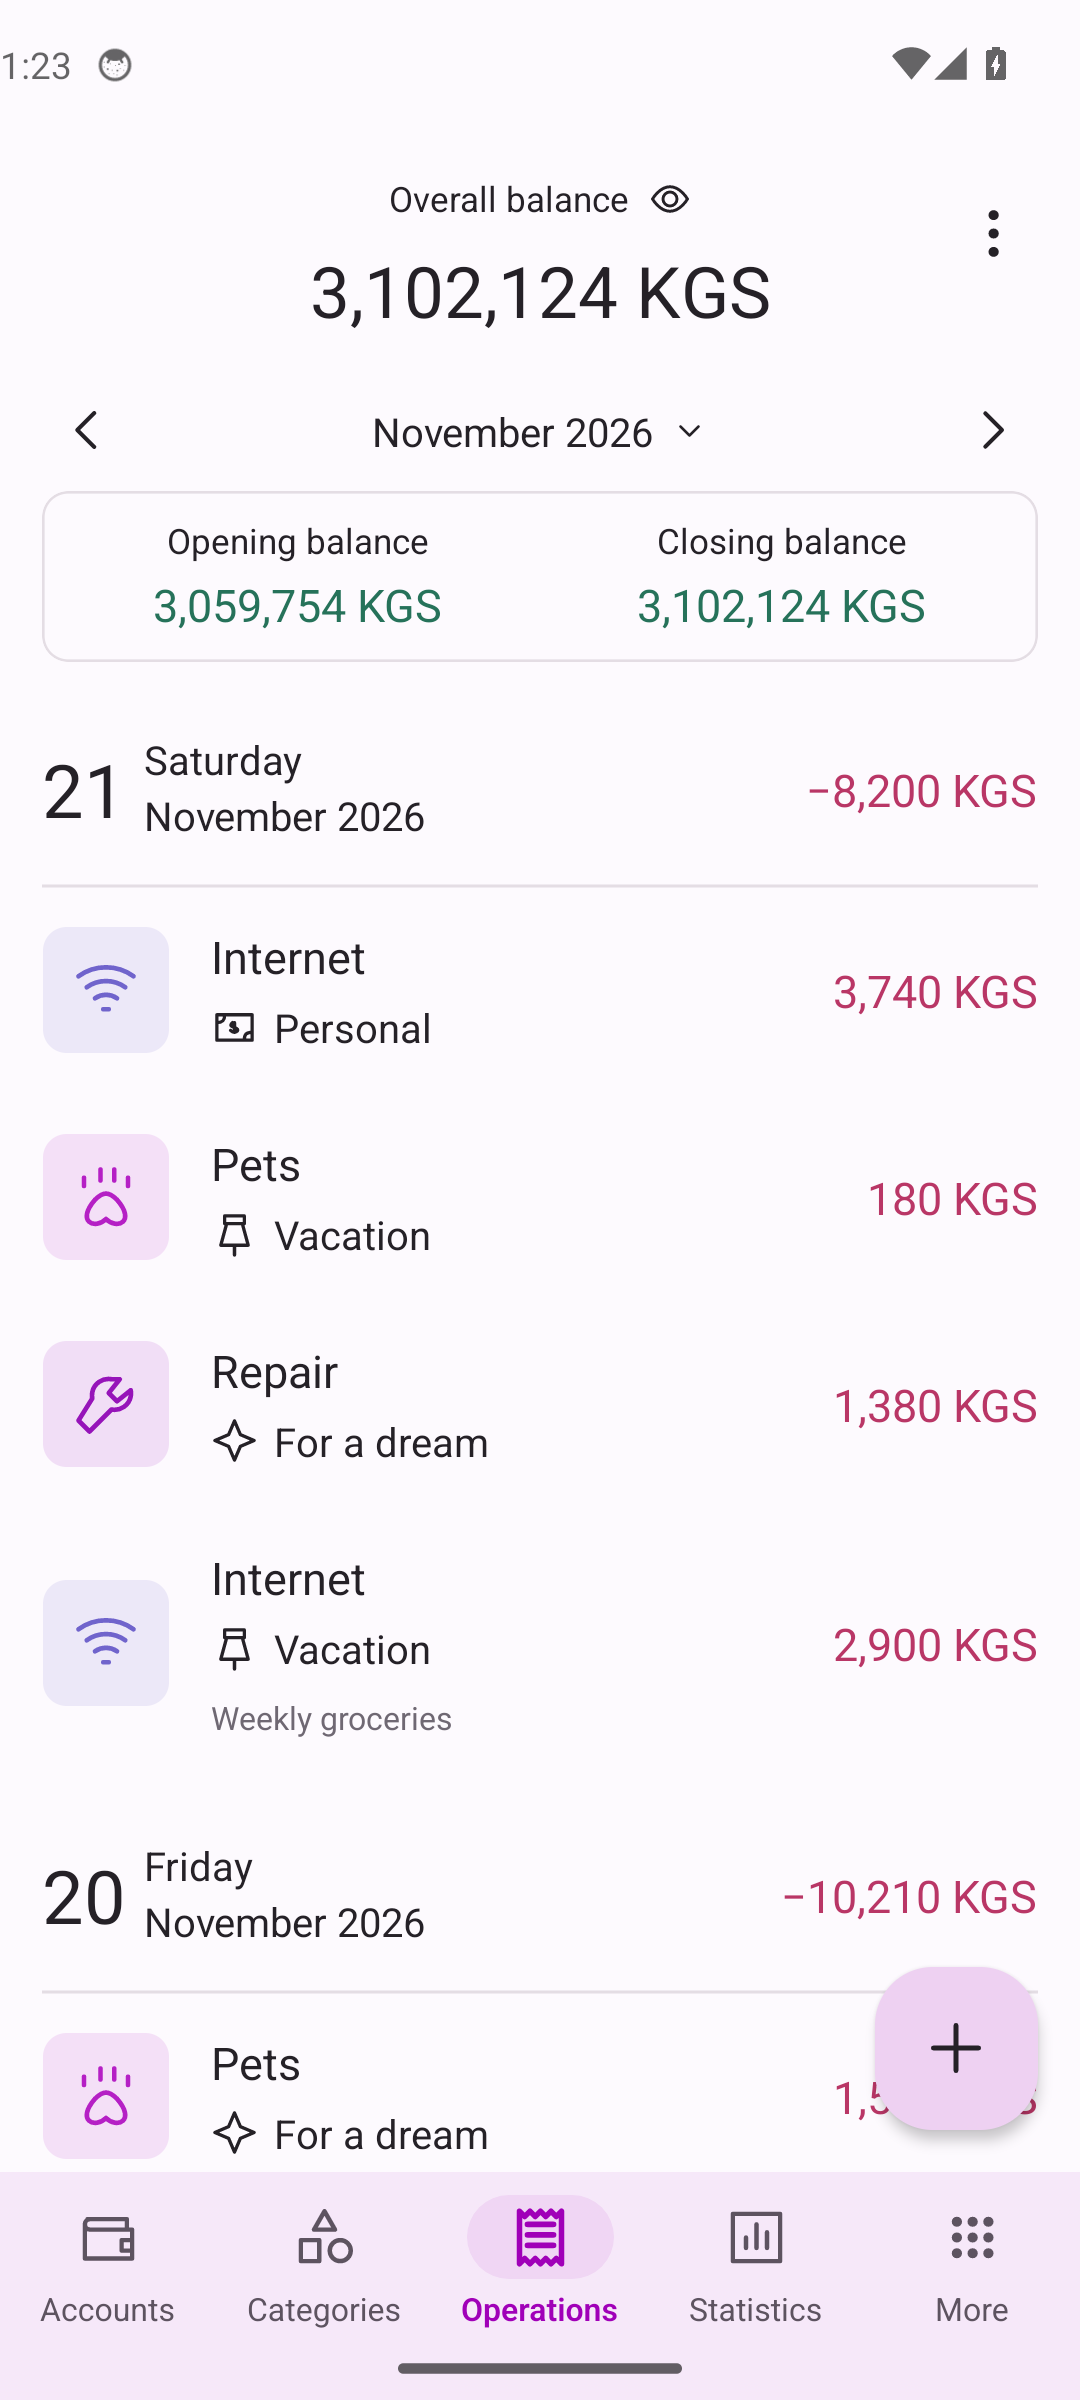 1:23
Overall balance
3,102,124 KGS
November 2026
Opening balance
Closing balance
3,059,754 KGS
3,102,124 KGS
21
Saturday
November 2026
−8,200 KGS
Internet
Personal
3,740 KGS
Pets
Vacation
180 KGS
Repair
For a dream
1,380 KGS
Internet
Vacation
Weekly groceries
2,900 KGS
20
Friday
November 2026
−10,210 KGS
Pets
For a dream
Accounts
Categories
Operations
Statistics
More